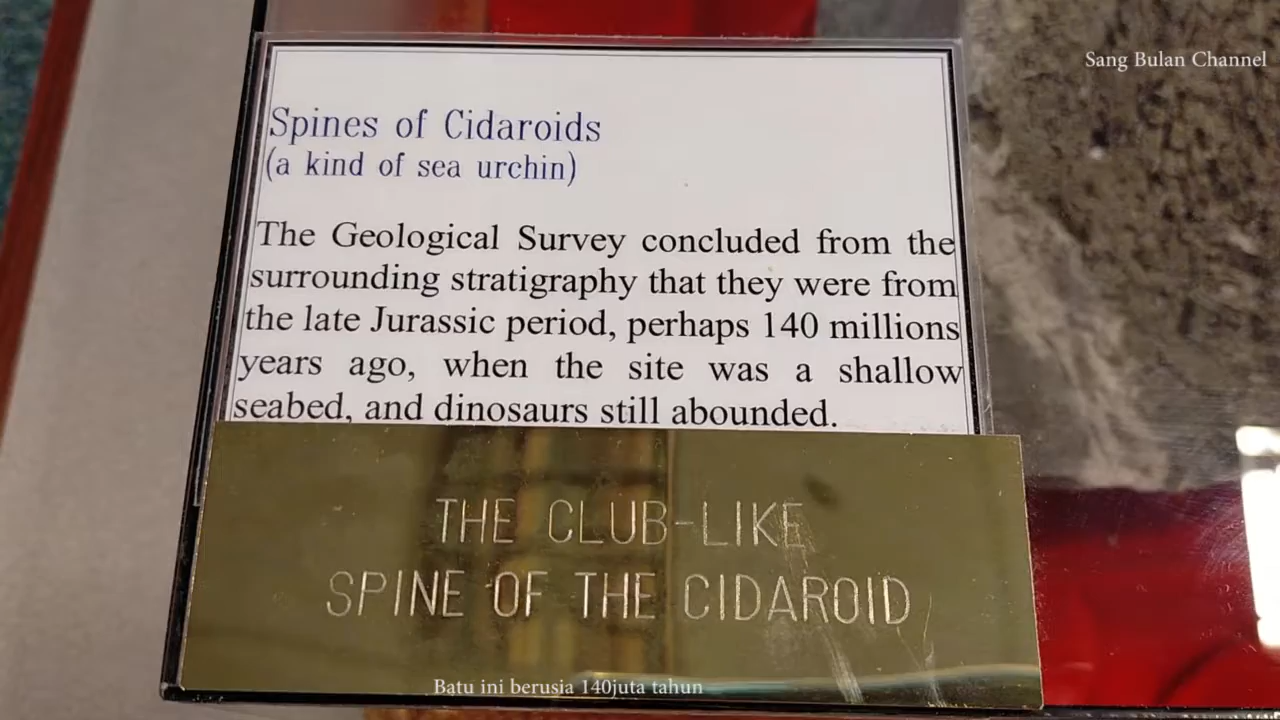 Sang Bulan Channel
Spines of Cidaroids
(a kind of sea urchin)
The Geological Survey concluded from the
surrounding stratigraphy that they were from
the late Jurassic period, perhaps 140 millions
years ago, when the site was a shallow
seabed, and dinosaurs still abounded.
THE CLUB-LIKE
SPINE OF THE CIDAROID
Batu ini berusia 140juta tahun